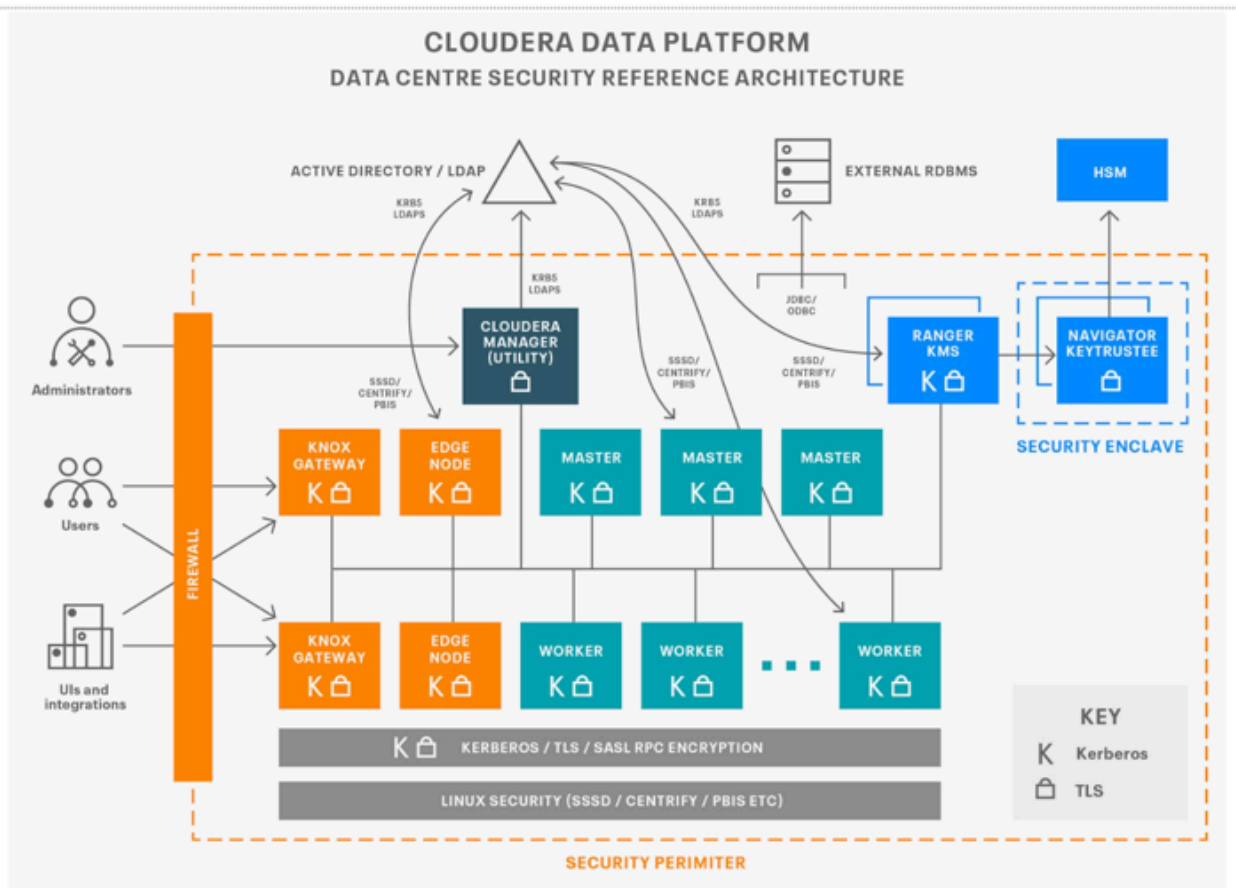 CLOUDERA DATA PLATFORM
DATA CENTRE SECURITY REFERENCE ARCHITECTURE
ACTIVE DIRECTORY / LDAP
EXTERNAL RDBMS
HSM
KRB5
LDAPS
KRB5
LDAPS
KRB5
LDAPS
JDBC/
ODBC
Administrators
CLOUDERA
MANAGER
(UTILITY)
RANGER
KMS
K
NAVIGATOR
KEYTRUSTEE
SSSD/
CENTRIFY/
PBIS
SSSD/
CENTRIFY/
PBIS
SSSD/
CENTRIFY/
PBIS
SECURITY ENCLAVE
Users
FIREWALL
KNOX
GATEWAY
K
EDGE
NODE
K
MASTER
K
MASTER
K
MASTER
K
UIs and
integrations
KNOX
GATEWAY
K
EDGE
NODE
K
WORKER
K
WORKER
K
WORKER
K
K KERBEROS / TLS / SASL RPC ENCRYPTION
LINUX SECURITY (SSSD / CENTRIFY / PBIS ETC)
KEY
K Kerberos
TLS
SECURITY PERIMITER